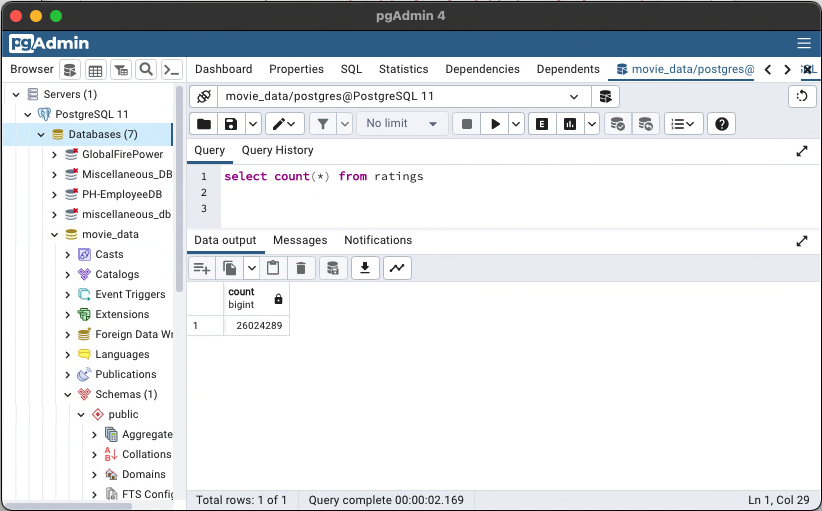 pgAdmin 4
pgAdmin
Browser
Dashboard Properties SQL Statistics Dependencies Dependents movie_data/postgres@ SQL
Servers (1)
PostgreSQL 11
Databases (7)
GlobalFirePower
Miscellaneous_DB
PH-EmployeeDB
miscellaneous_db
movie_data
Casts
Catalogs
Event Triggers
Extensions
Foreign Data Wr
Languages
Publications
Schemas (1)
public
Aggregate
Collations
Domains
FTS Config
movie_data/postgres@PostgreSQL 11
No limit
E
Query Query History
1 select count(*) from ratings
2
3
Data output Messages Notifications
count
bigint
1 26024289
Total rows: 1 of 1 Query complete 00:00:02.169 Ln 1, Col 29